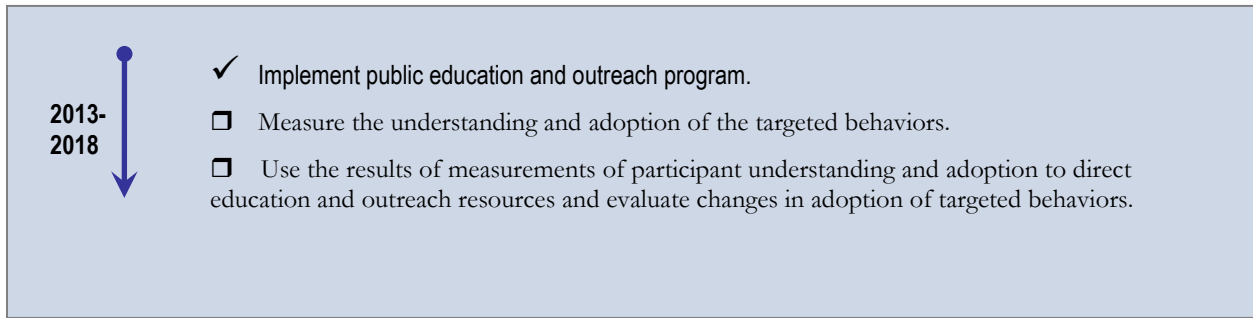 2013-
2018
✓ Implement public education and outreach program.
❒ Measure the understanding and adoption of the targeted behaviors.
❒ Use the results of measurements of participant understanding and adoption to direct
education and outreach resources and evaluate changes in adoption of targeted behaviors.